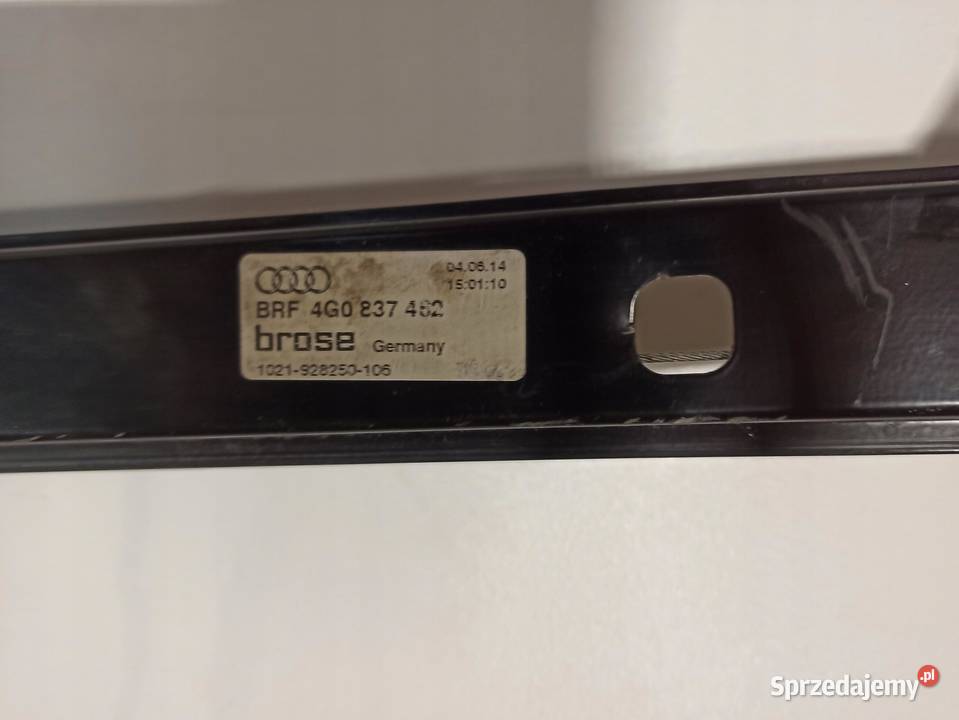 04.06.14
15:01:10
BRF 4G0 837 462
brose Germany
1021-928250-106
Sprzedajemy.pl